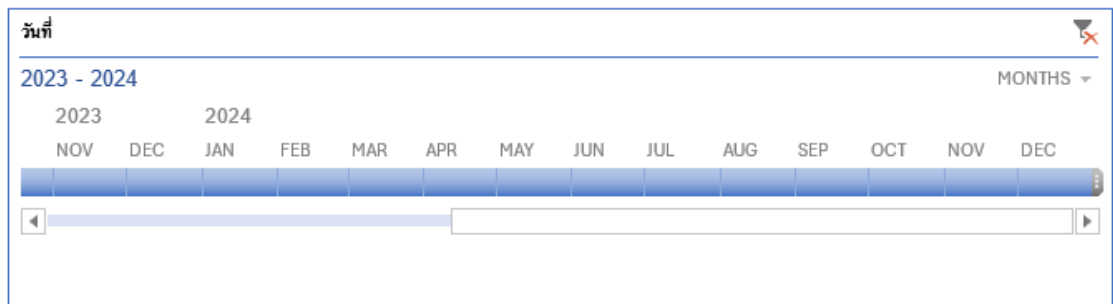 วันที่
2023 - 2024
MONTHS
2023 2024
NOV DEC JAN FEB MAR APR MAY JUN JUL AUG SEP OCT NOV DEC